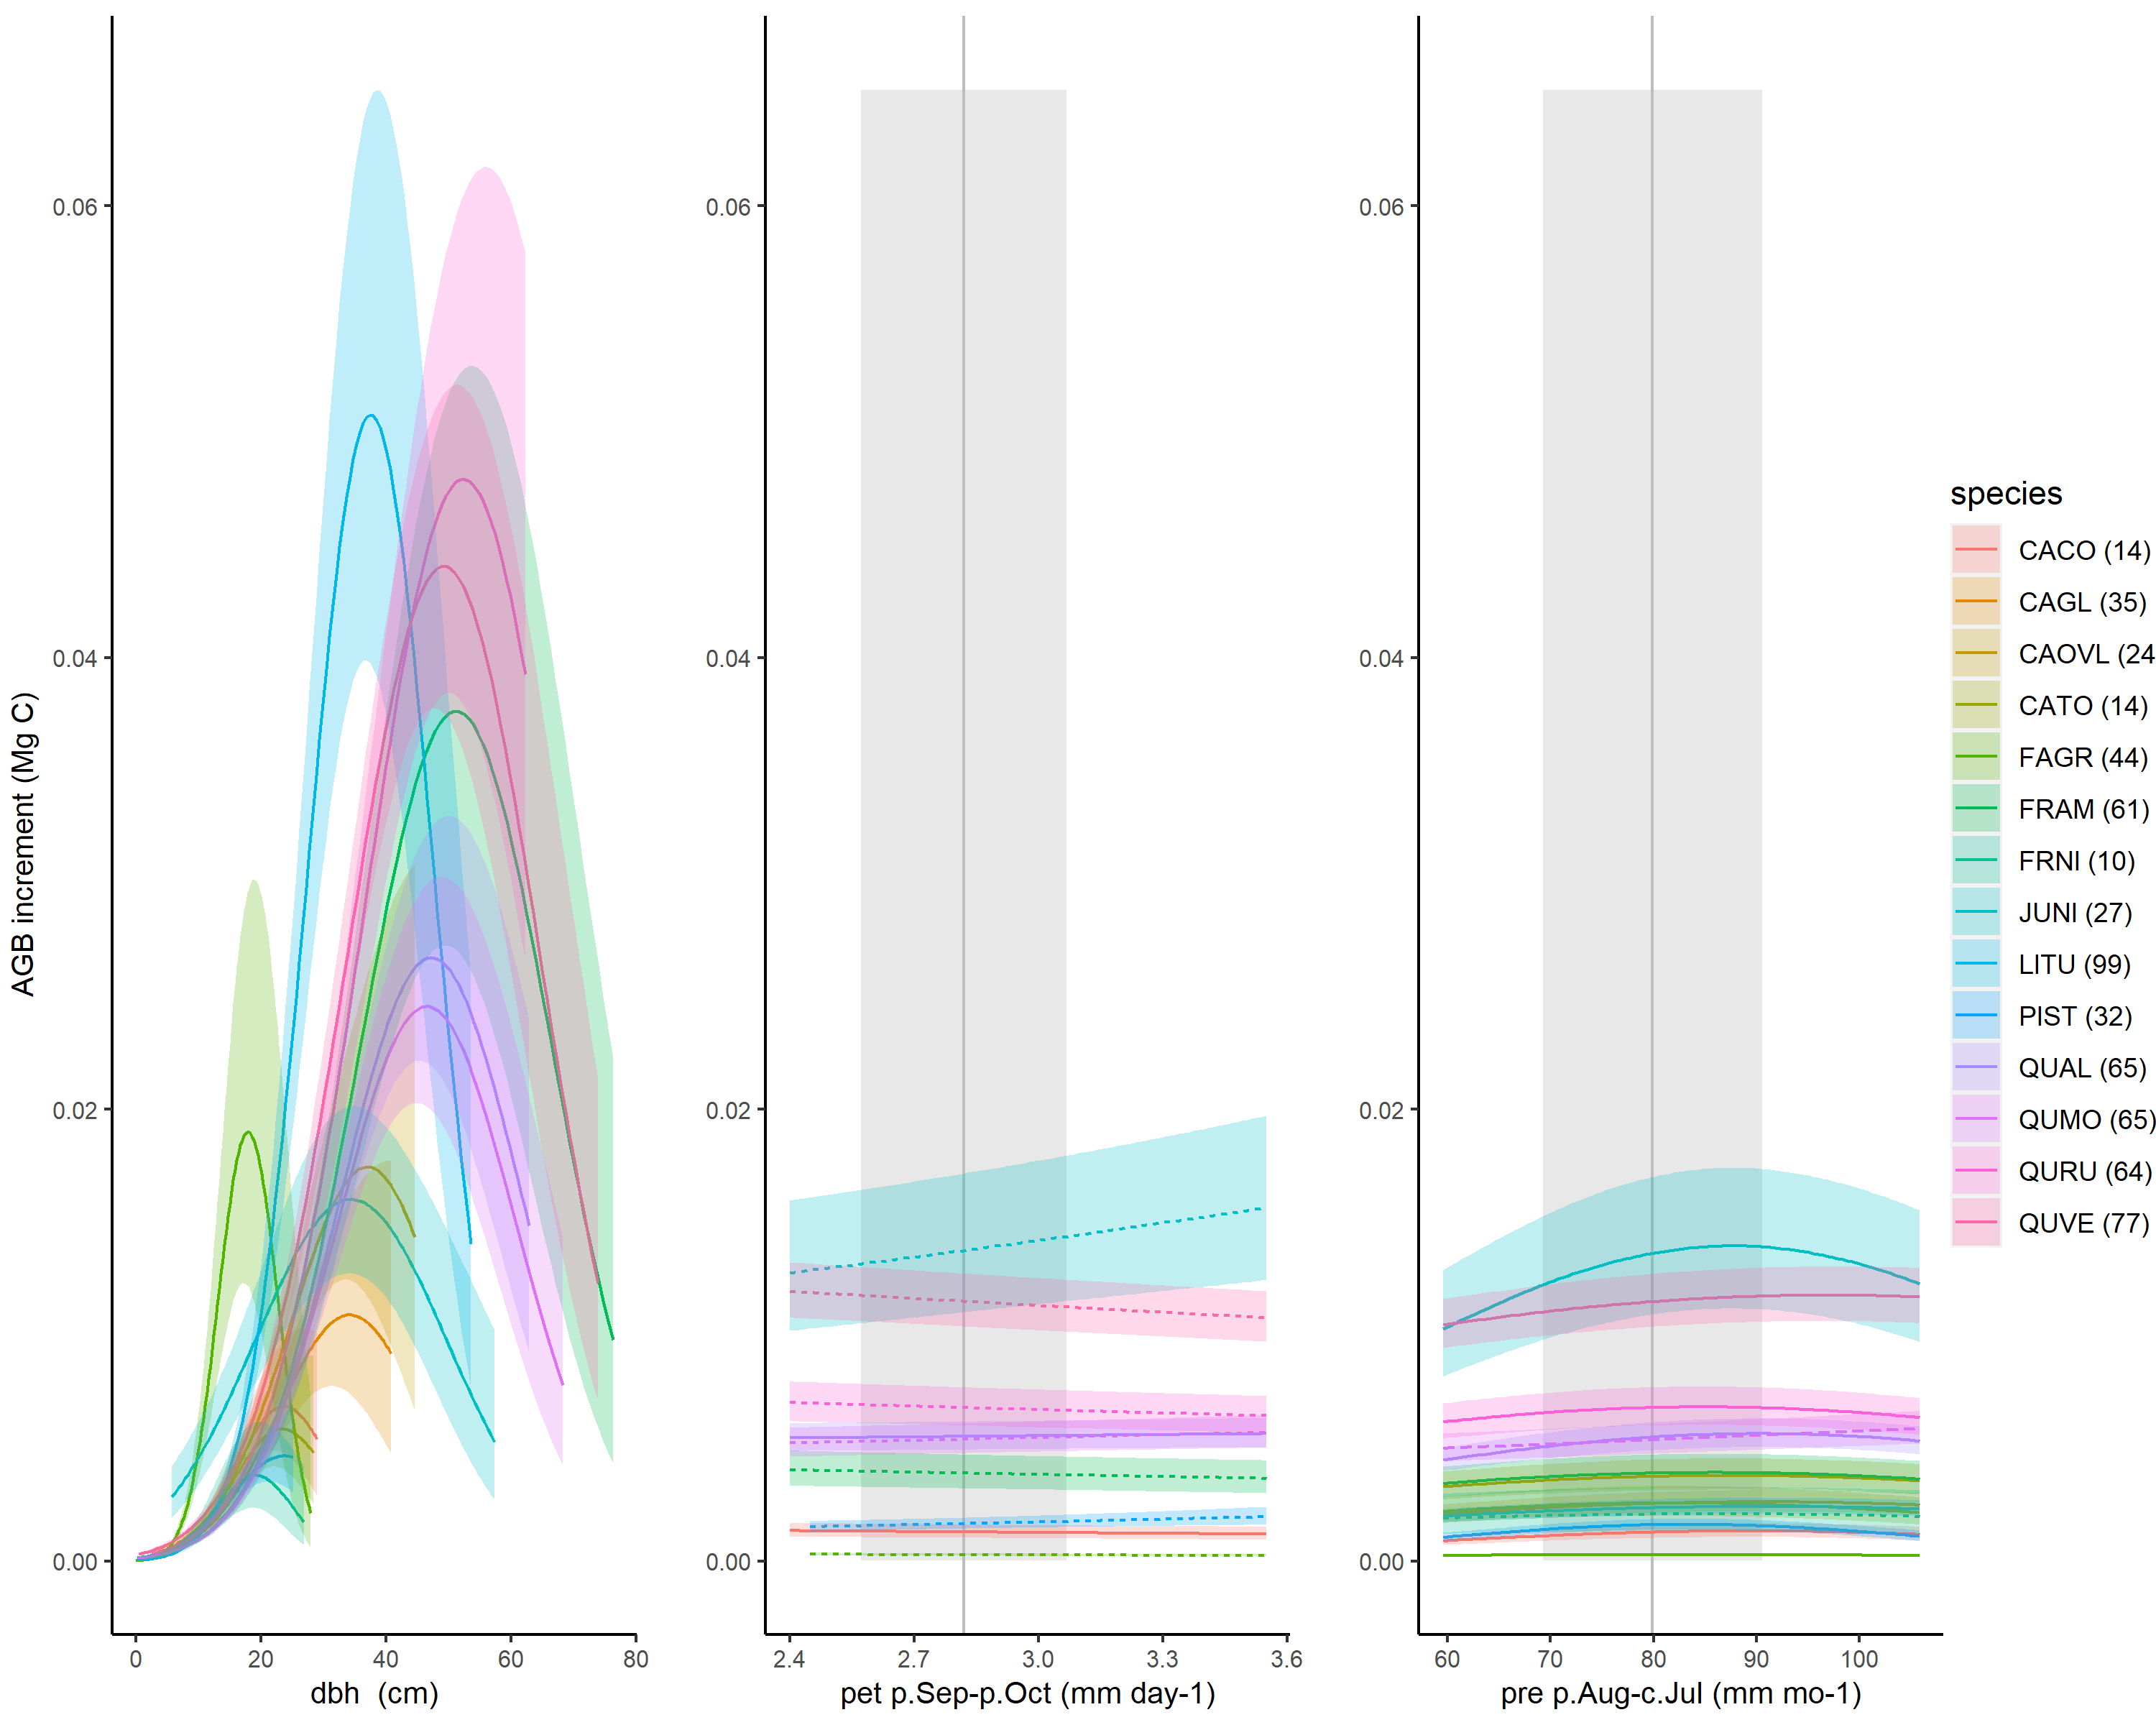 AGB increment (Mg C)
0.06
0.04
0.02
0.00
0 20 40 60 80
dbh  (cm)
0.06
0.04
0.02
0.00
2.4 2.7 3.0 3.3 3.6
pet p.Sep-p.Oct (mm day-1)
0.06
0.04
0.02
0.00
60 70 80 90 100
pre p.Aug-c.Jul (mm mo-1)
species
CACO (14)
CAGL (35)
CAOVL (24
CATO (14)
FAGR (44)
FRAM (61)
FRNI (10)
JUNI (27)
LITU (99)
PIST (32)
QUAL (65)
QUMO (65)
QURU (64)
QUVE (77)